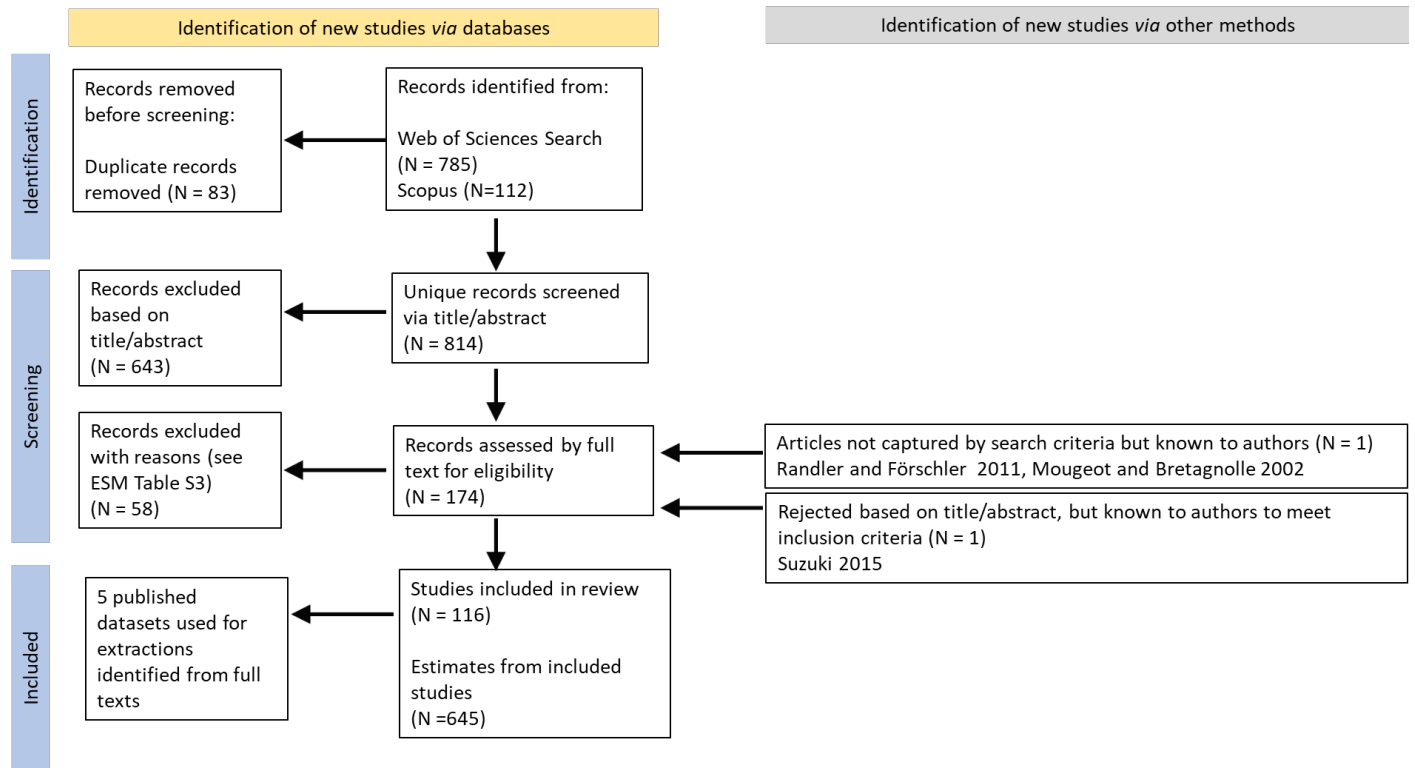 Identification of new studies via databases
Identification of new studies via other methods
Identification
Records removed
before screening:
Duplicate records
removed (N = 83)
Records identified from:
Web of Sciences Search
(N = 785)
Scopus (N=112)
Screening
Records excluded
based on
title/abstract
(N = 643)
Unique records screened
via title/abstract
(N = 814)
Records excluded
with reasons (see
ESM Table S3)
(N = 58)
Records assessed by full
text for eligibility
(N = 174)
Articles not captured by search criteria but known to authors (N = 1)
Randler and Förschler 2011, Mougeot and Bretagnolle 2002
Rejected based on title/abstract, but known to authors to meet
inclusion criteria (N = 1)
Suzuki 2015
Included
5 published
datasets used for
extractions
identified from full
texts
Studies included in review
(N = 116)
Estimates from included
studies
(N =645)